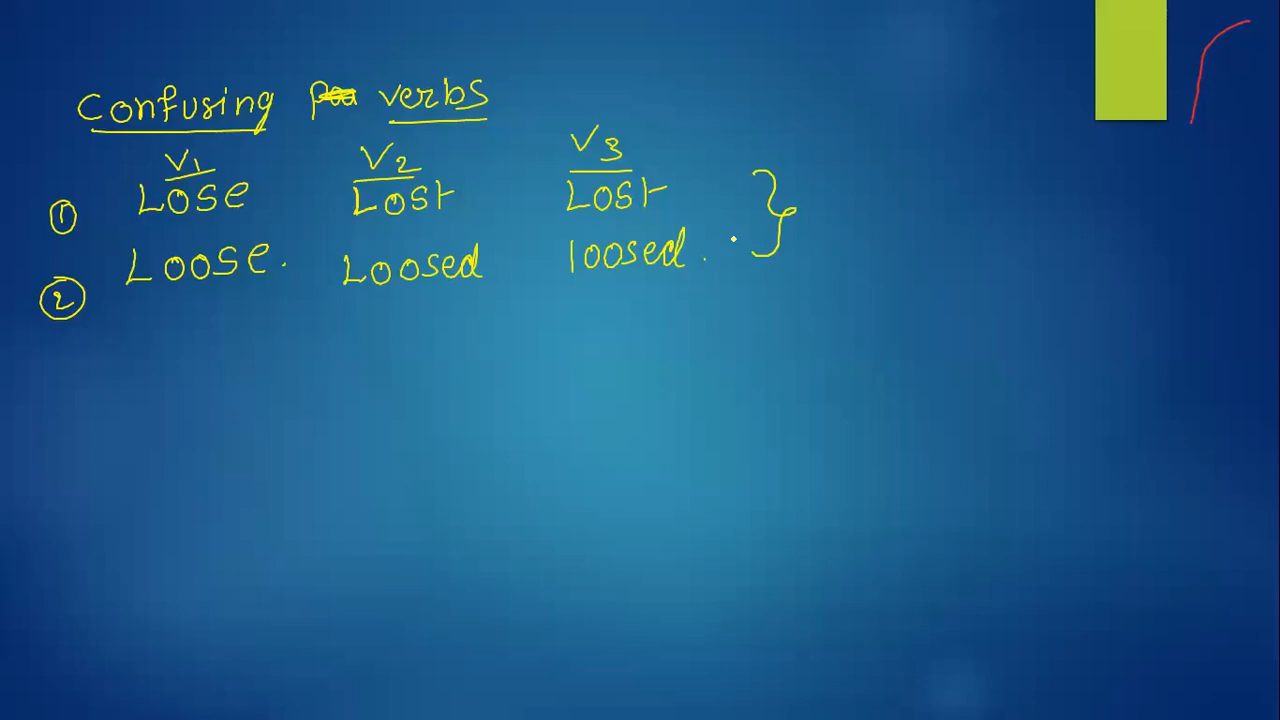 Confusing verbs
V1 V2 V3
① LOSe LOSt LOSt
② LOOSe. LOOSed loosed.